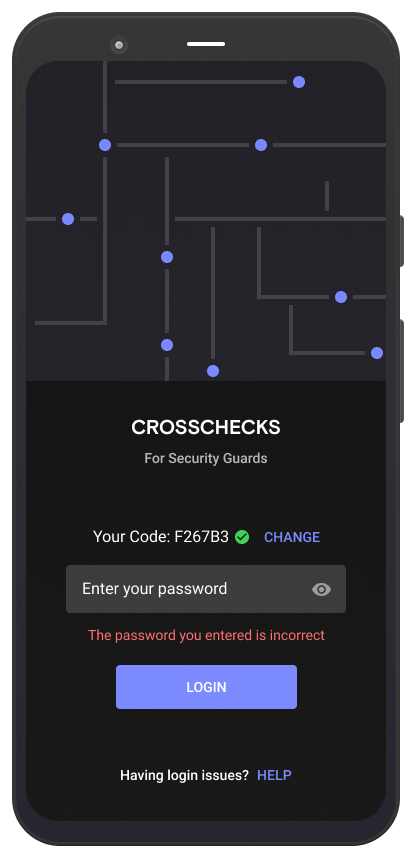 CROSSCHECKS
For Security Guards
Your Code: F267B3 CHANGE
Enter your password
The password you entered is incorrect
LOGIN
Having login issues? HELP